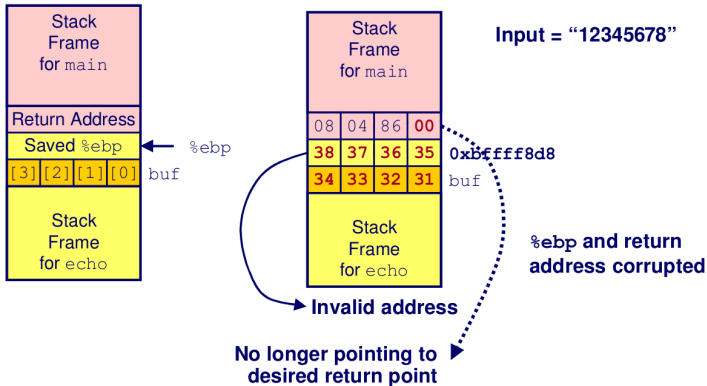 Stack
Frame
for main
Return Address
Saved %ebp
%ebp
[3] [2] [1] [0]
buf
Stack
Frame
for echo
Stack
Frame
for main
08 04 86 00
38 37 36 35
0xbffff8d8
34 33 32 31
buf
Stack
Frame
for echo
Invalid address
No longer pointing to
desired return point
Input = “12345678”
%ebp and return
address corrupted